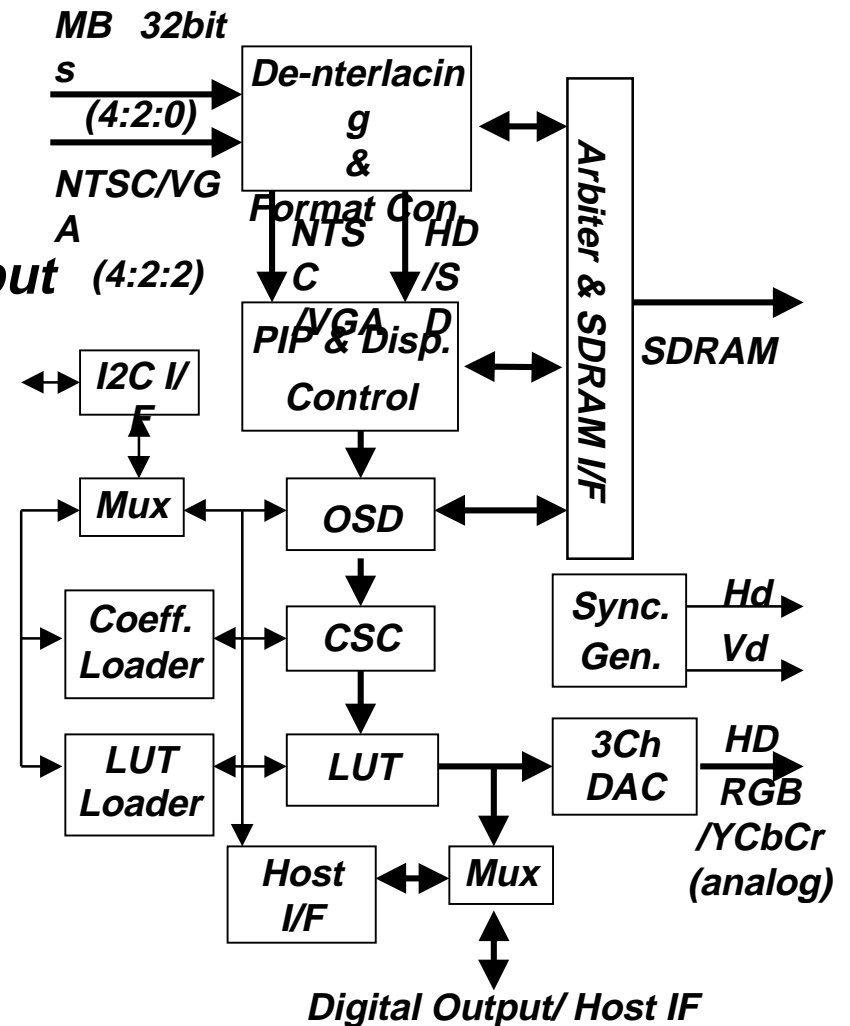 MB 32bit
s
(4:2:0)
NTSC/VG
A
put (4:2:2)
De-nterlacin
g
&
Format Con.
NTS
C
/VGA
HD
/S
D
Arbiter & SDRAM I/F
SDRAM
PIP & Disp.
Control
I2C I/
F
Mux
OSD
Coeff.
Loader
CSC
Sync.
Gen.
Hd
Vd
LUT
Loader
LUT
3Ch
DAC
HD
RGB
/YCbCr
(analog)
Host
I/F
Mux
Digital Output/ Host IF